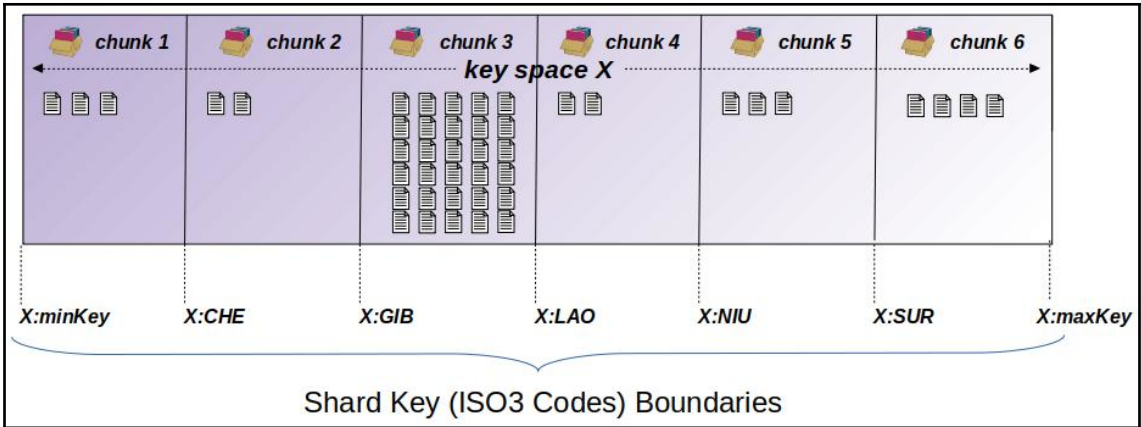 chunk 1 chunk 2 chunk 3 chunk 4 chunk 5 chunk 6
key space X
X:minKey X:CHE X:GIB X:LAO X:NIU X:SUR X:maxKey
Shard Key (ISO3 Codes) Boundaries